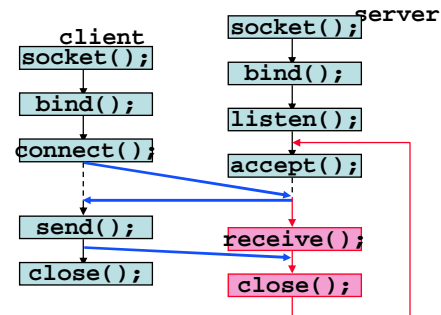 client
socket();
bind();
connect();
send();
close();
server
socket();
bind();
listen();
accept();
receive();
close();